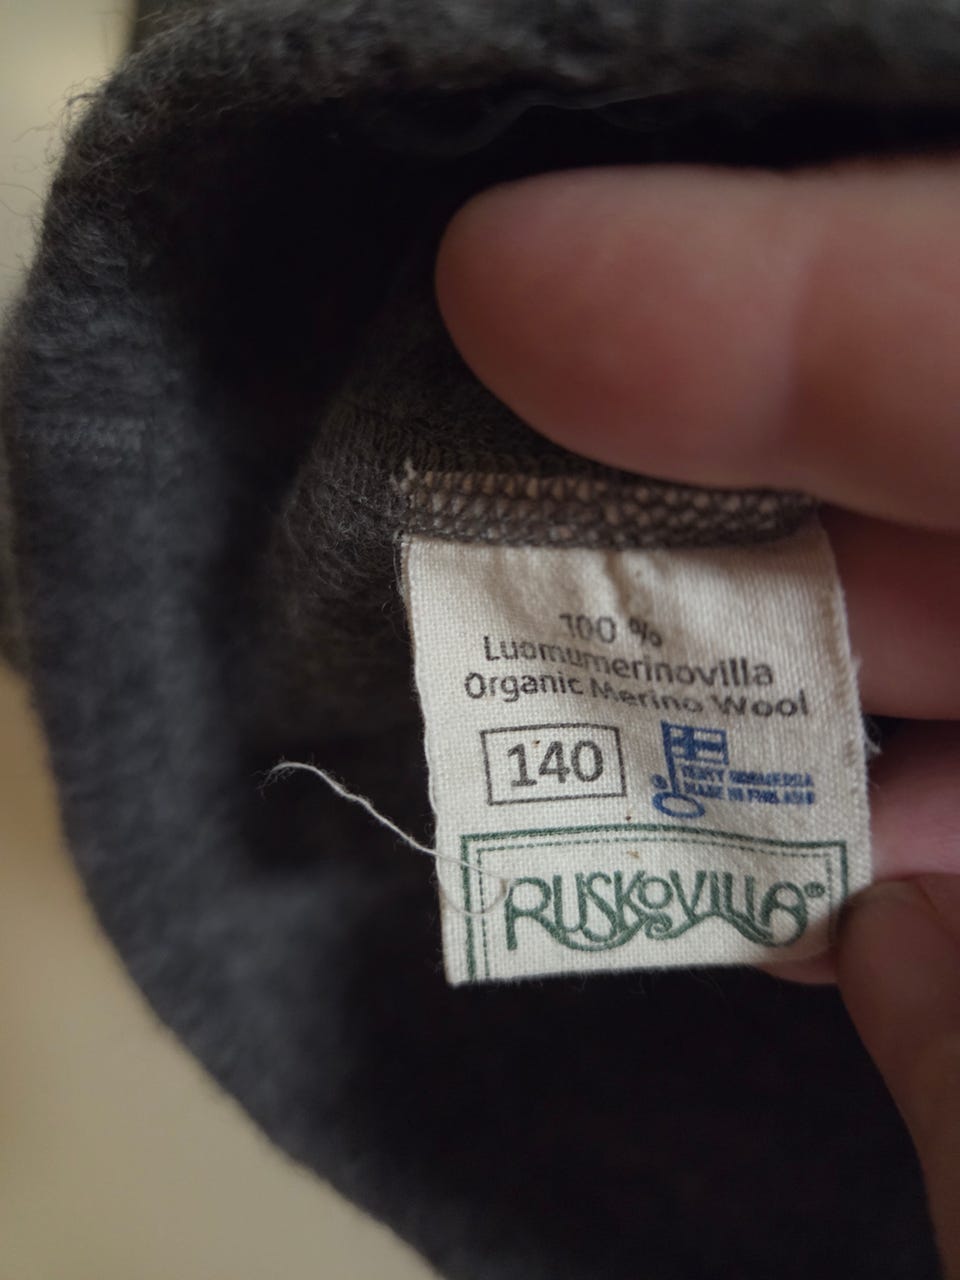 100 %
Luomumerinovilla
Organic Merino Wool
140
TEHTY SUOMESSA
MADE IN FINLAND
RUSKOVILLA®